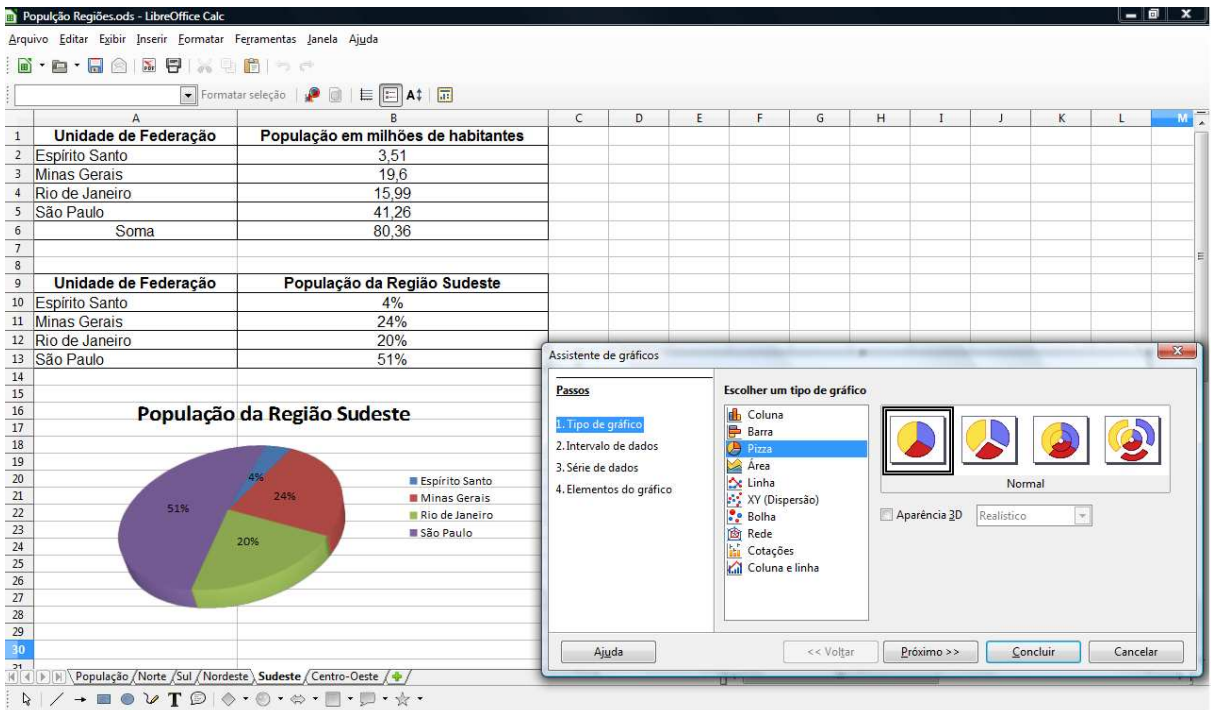 Populção Regiões.ods - LibreOffice Calc
Arquivo Editar Exibir Inserir Formatar Ferramentas Janela Ajuda
Formatar seleção
A B C D E F G H I J K L M
1 Unidade de Federação População em milhões de habitantes
2 Espírito Santo 3,51
3 Minas Gerais 19,6
4 Rio de Janeiro 15,99
5 São Paulo 41,26
6 Soma 80,36
7
8
9 Unidade de Federação População da Região Sudeste
10 Espírito Santo 4%
11 Minas Gerais 24%
12 Rio de Janeiro 20%
13 São Paulo 51%
14
15
16
17
18
19
20
21
22
23
24
25
26
27
28
29
30
31
População da Região Sudeste
4%
24%
51%
20%
Espírito Santo
Minas Gerais
Rio de Janeiro
São Paulo
Assistente de gráficos
Passos
1. Tipo de gráfico
2. Intervalo de dados
3. Série de dados
4. Elementos do gráfico
Escolher um tipo de gráfico
Coluna
Barra
Pizza
Área
Linha
XY (Dispersão)
Bolha
Rede
Cotações
Coluna e linha
Normal
Aparência 3D Realístico
Ajuda << Voltar Próximo >> Concluir Cancelar
População Norte Sul Nordeste Sudeste Centro-Oeste